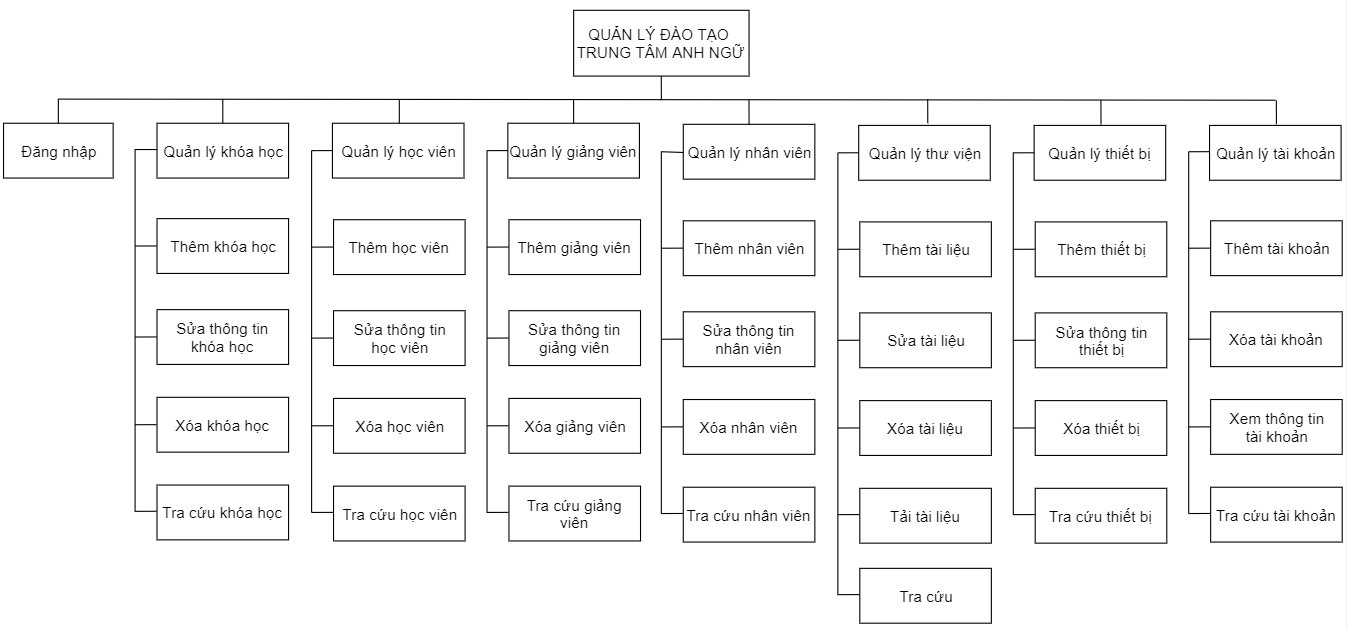 QUẢN LÝ ĐÀO TẠO
TRUNG TÂM ANH NGỮ
Đăng nhập
Quản lý khóa học
Quản lý học viên
Quản lý giảng viên
Quản lý nhân viên
Quản lý thư viện
Quản lý thiết bị
Quản lý tài khoản
Thêm khóa học
Thêm học viên
Thêm giảng viên
Thêm nhân viên
Thêm tài liệu
Thêm thiết bị
Thêm tài khoản
Sửa thông tin
khóa học
Sửa thông tin
học viên
Sửa thông tin
giảng viên
Sửa thông tin
nhân viên
Sửa tài liệu
Sửa thông tin
thiết bị
Xóa tài khoản
Xóa khóa học
Xóa học viên
Xóa giảng viên
Xóa nhân viên
Xóa tài liệu
Xóa thiết bị
Xem thông tin
tài khoản
Tra cứu khóa học
Tra cứu học viên
Tra cứu giảng
viên
Tra cứu nhân viên
Tải tài liệu
Tra cứu thiết bị
Tra cứu tài khoản
Tra cứu